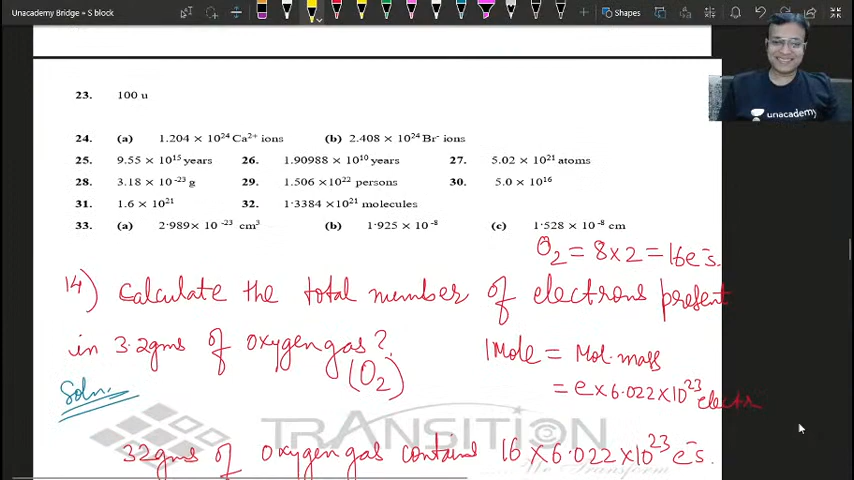 Unacademy Bridge = S block
Shapes
unacademy
23. 100 u
24. (a) 1.204 × 10²⁴ Ca²⁺ ions (b) 2.408 × 10²⁴ Br⁻ ions
25. 9.55 × 10¹⁵ years 26. 1.90988 × 10¹⁰ years 27. 5.02 × 10²¹ atoms
28. 3.18 × 10⁻²³ g 29. 1.506 ×10²² persons 30. 5.0 × 10¹⁶
31. 1.6 × 10²¹ 32. 1·3384 ×10²¹ molecules
33. (a) 2·989× 10⁻²³ cm³ (b) 1·925 × 10⁻⁸ (c) 1·528 × 10⁻⁸ cm
O₂ = 8×2 = 16e⁻s.
14) Calculate the total number of electrons present
in 3.2gms of oxygen gas?
(O₂)
1Mole = Mol. mass
= e × 6.022×10²³ electr
Soln.
TRANSITION
We Transform
32gms of oxygen gas contains 16 × 6.022×10²³ e⁻s.